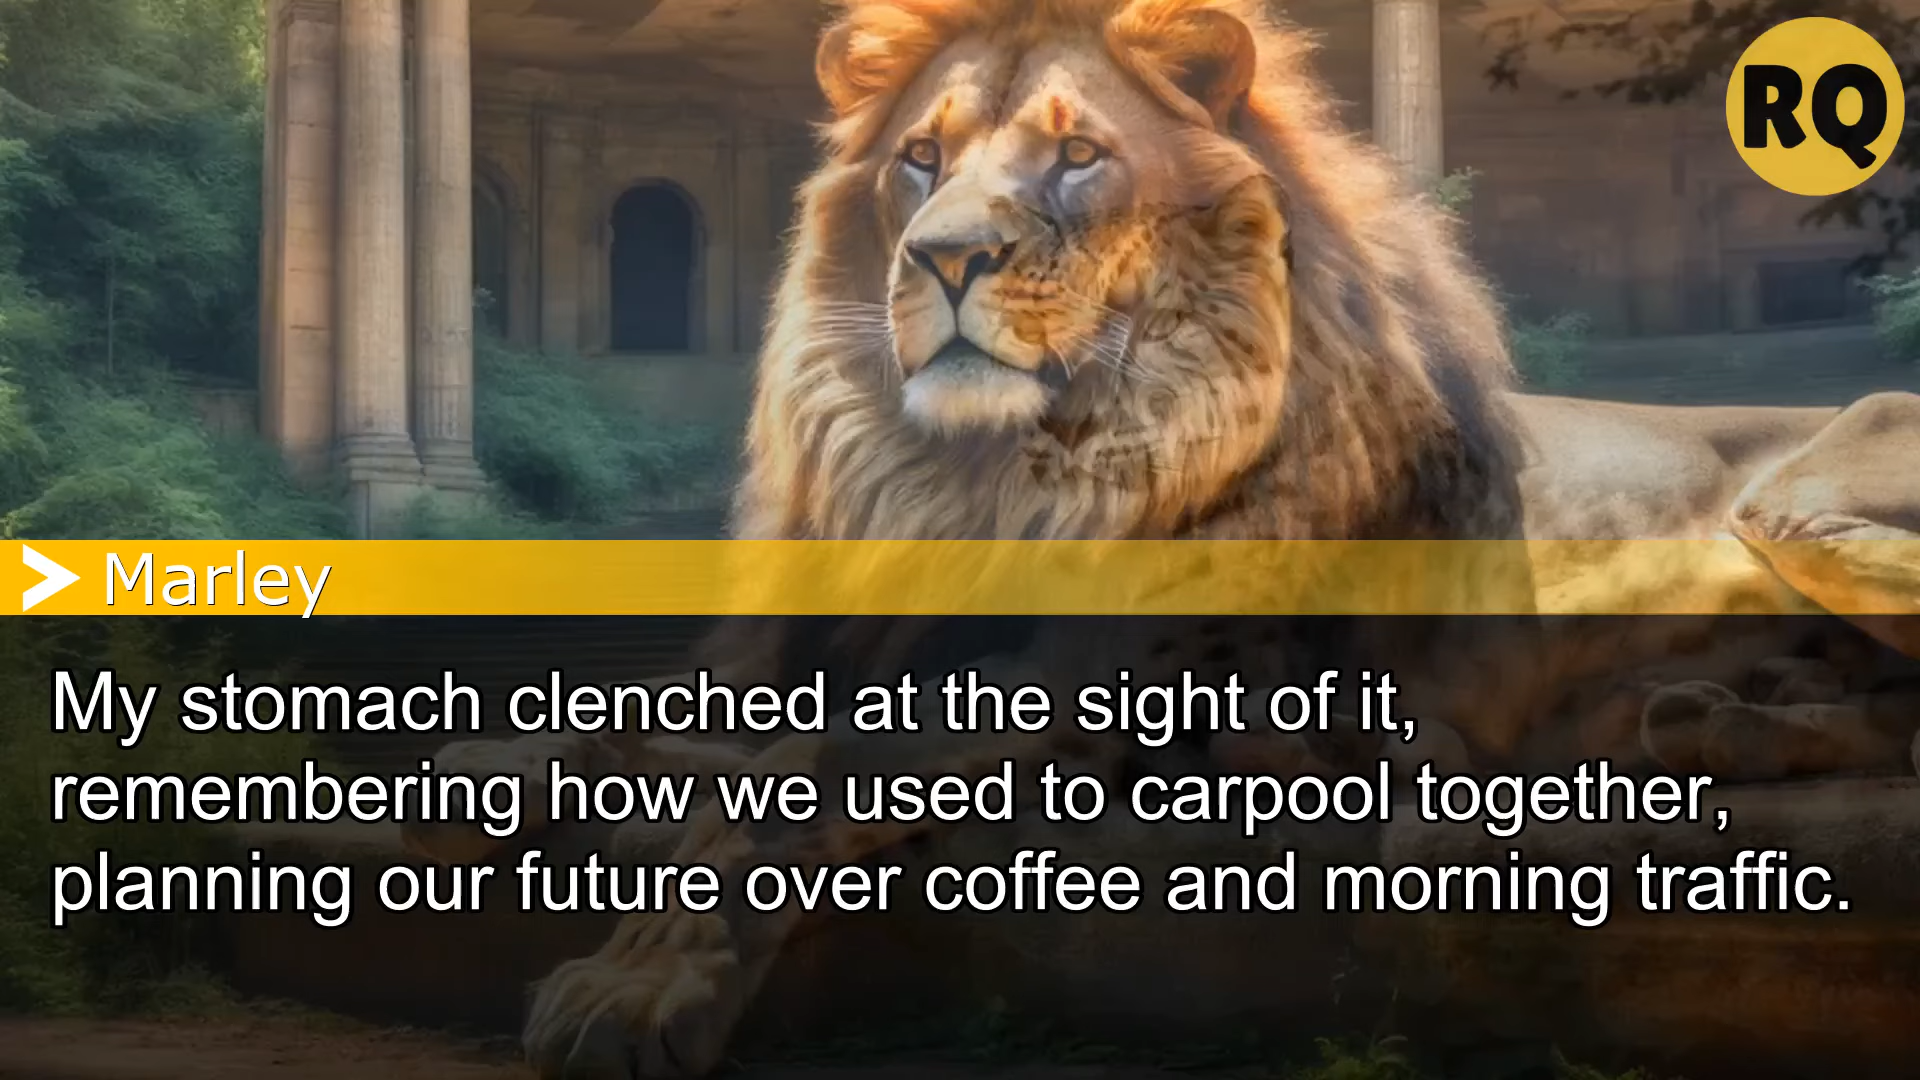 RQ
Marley
My stomach clenched at the sight of it,
remembering how we used to carpool together,
planning our future over coffee and morning traffic.